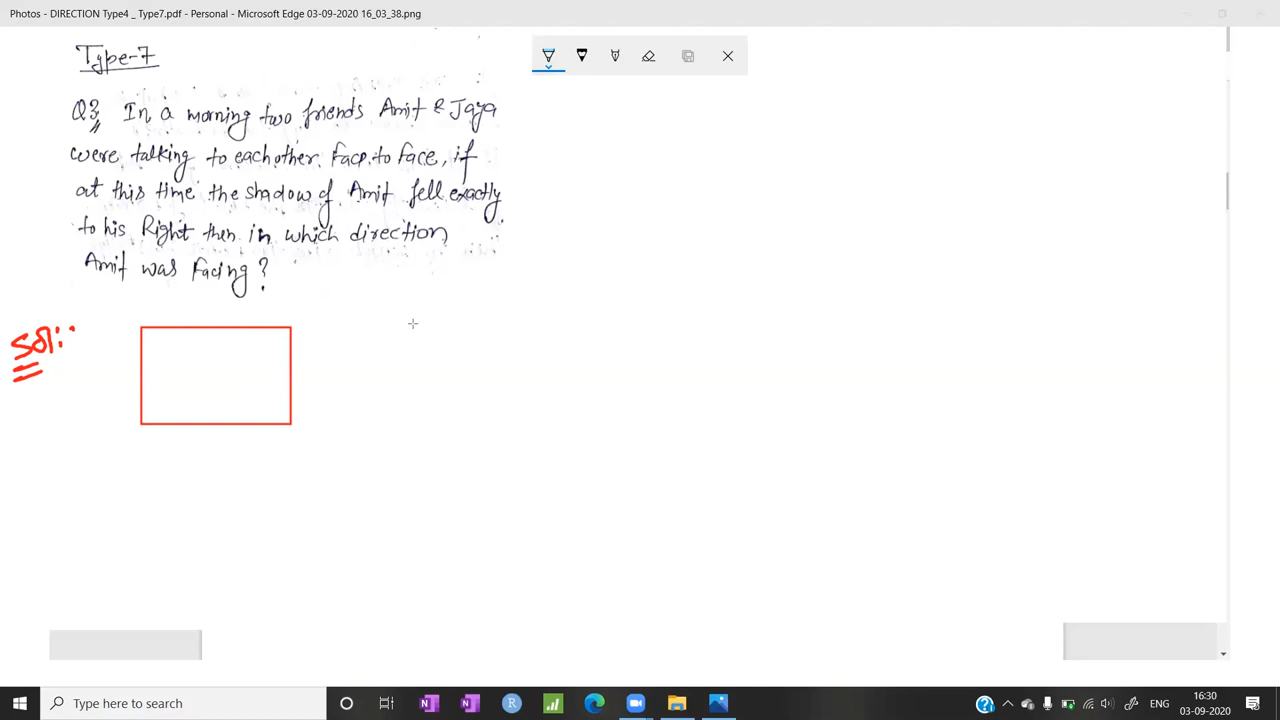 Photos - DIRECTION Type4 _ Type7.pdf - Personal - Microsoft Edge 03-09-2020 16_03_38.png
Type-7
Q3, In a morning two friends Amit & Jaya
were talking to eachother face to face, if
at this time the shadow of Amit fell exactly
to his Right then in which direction
Amit was Facing?
Sol:-
Type here to search
ENG
16:30
03-09-2020